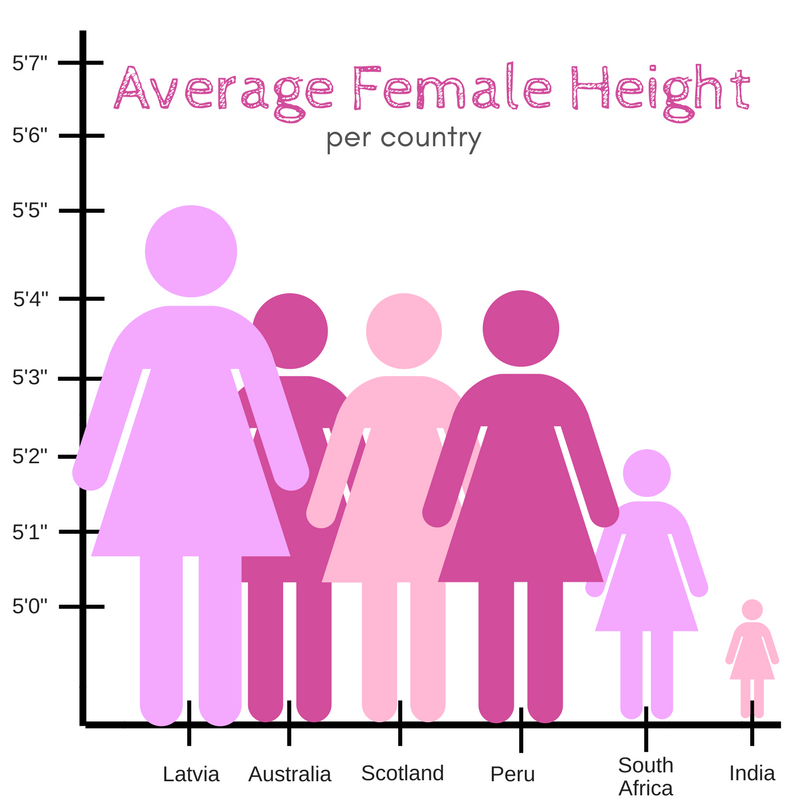 Average Female Height
per country
5'7"
5'6"
5'5"
5'4"
5'3"
5'2"
5'1"
5'0"
Latvia
Australia
Scotland
Peru
South
Africa
India